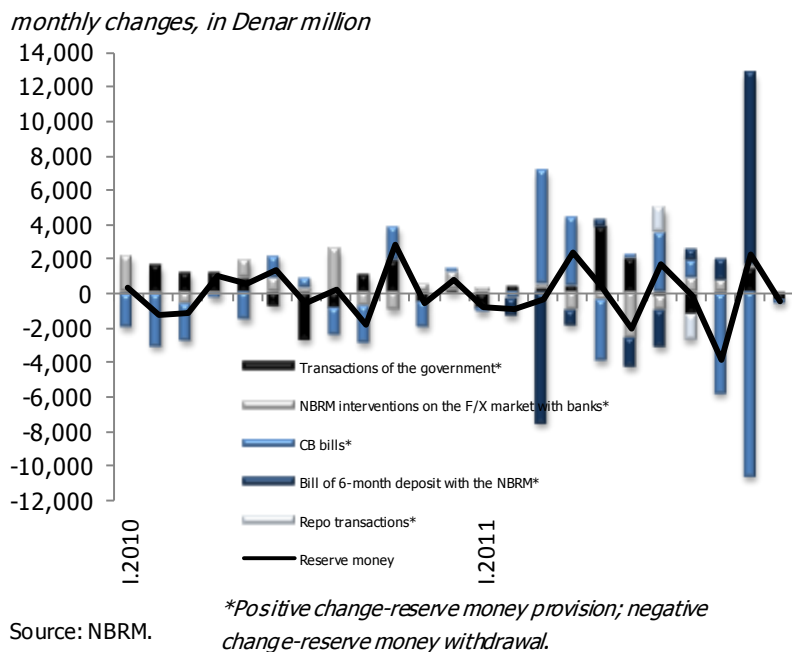 monthly changes, in Denar million
14,000
12,000
10,000
8,000
6,000
4,000
2,000
0
-2,000
-4,000
-6,000
-8,000
-10,000
-12,000
Transactions of the government*
NBRM interventions on the F/X market with banks*
CB bills*
Bill of 6-month deposit with the NBRM*
Repo transactions*
Reserve money
I.2010
I.2011
Source: NBRM.
*Positive change-reserve money provision; negative
change-reserve money withdrawal.